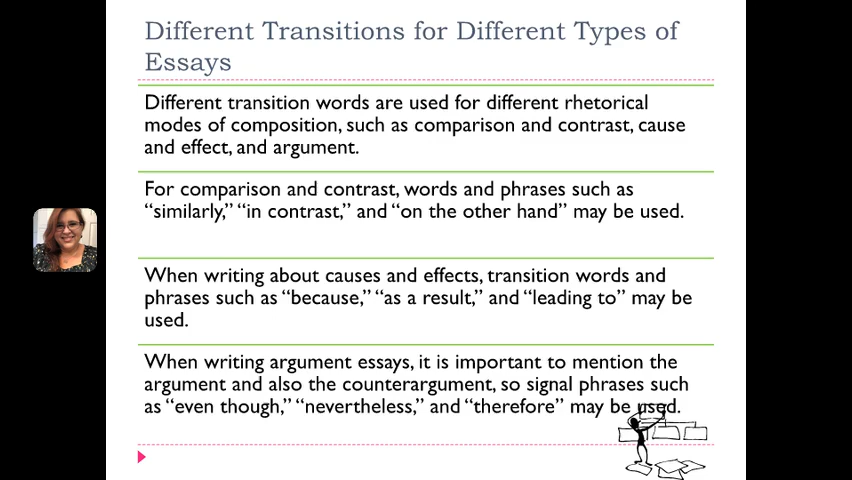 Different Transitions for Different Types of
Essays
Different transition words are used for different rhetorical
modes of composition, such as comparison and contrast, cause
and effect, and argument.
For comparison and contrast, words and phrases such as
“similarly,” “in contrast,” and “on the other hand” may be used.
When writing about causes and effects, transition words and
phrases such as “because,” “as a result,” and “leading to” may be
used.
When writing argument essays, it is important to mention the
argument and also the counterargument, so signal phrases such
as “even though,” “nevertheless,” and “therefore” may be used.